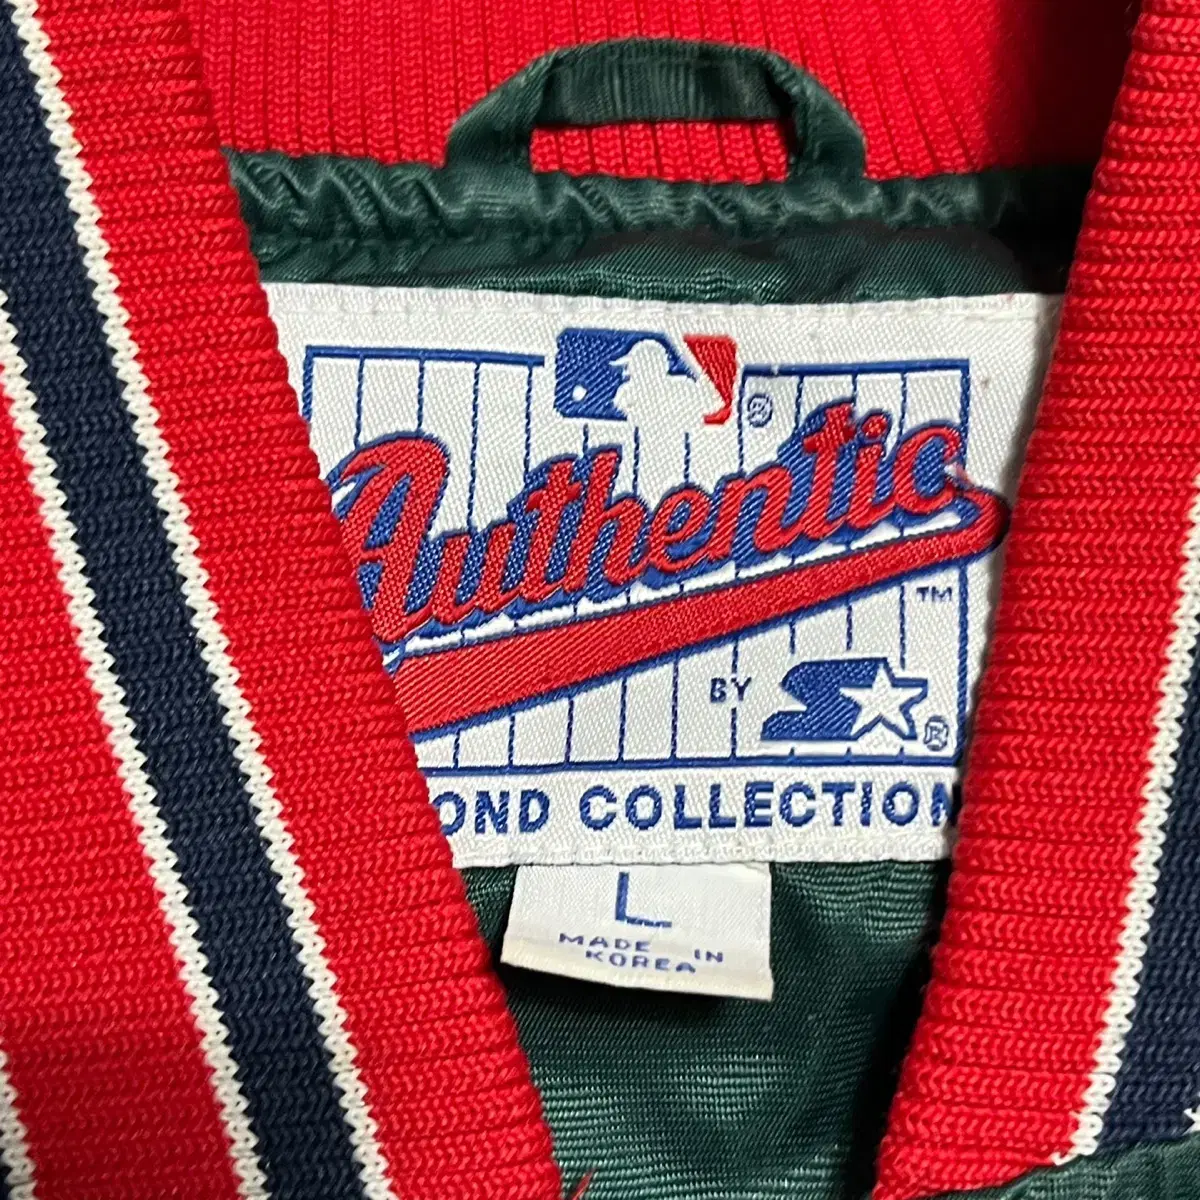 ®
Authentic
TM
BY
®
OND COLLECTION
L
MADE IN
KOREA